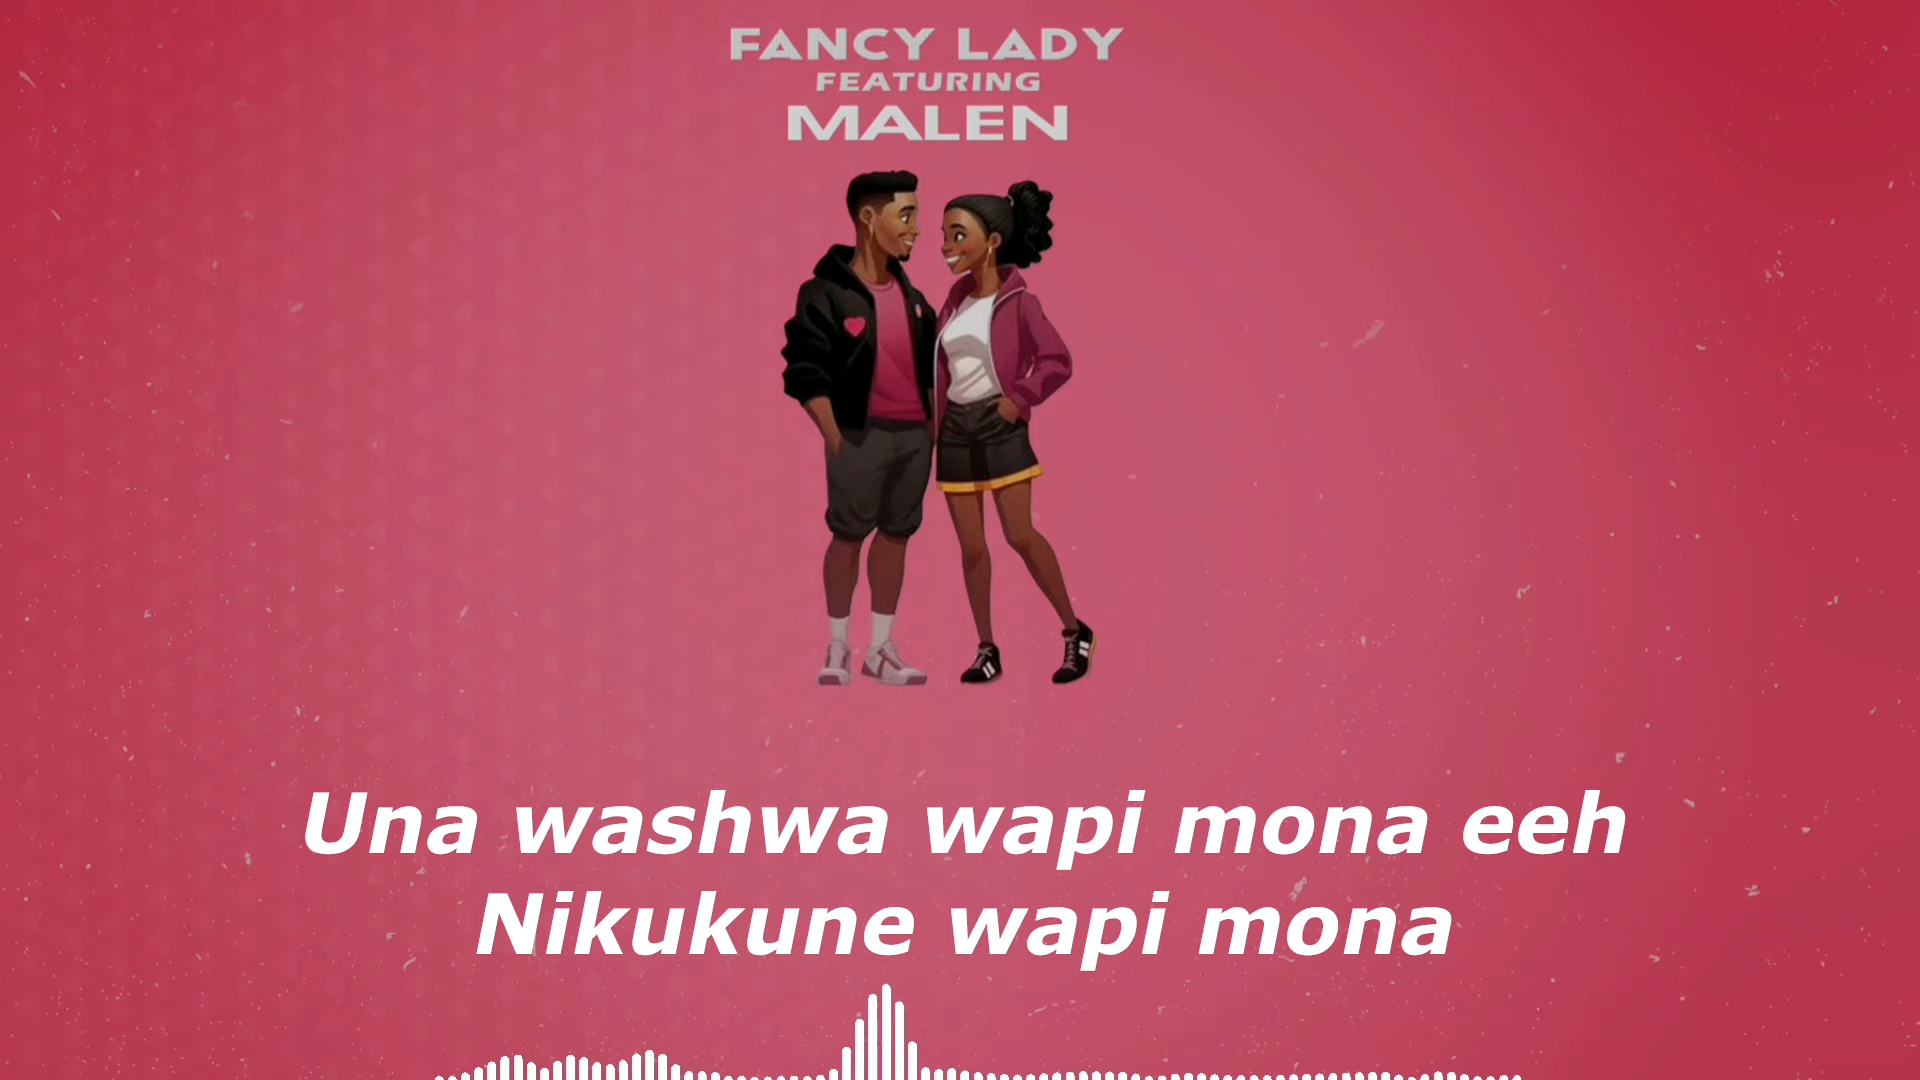 FANCY LADY
FEATURING
MALEN
Una washwa wapi mona eeh
Nikukune wapi mona